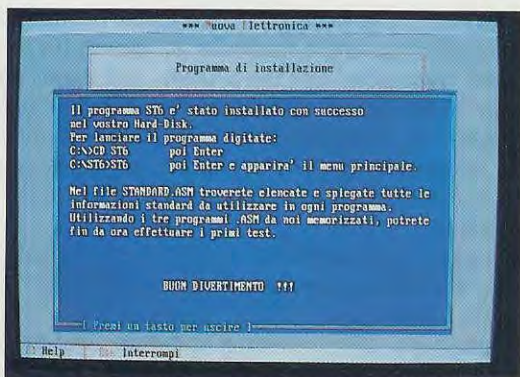 *** Nuova Elettronica ***
Programma di installazione
Il programma ST6 e' stato installato con successo
nel vostro Hard-Disk.
Per lanciare il programma digitate:
C:\>CD ST6 poi Enter
C:\ST6>ST6 poi Enter e apparira' il menu principale.
Nel file STANDARD.ASM troverete elencate e spiegate tutte le
informazioni standard da utilizzare in ogni programma.
Utilizzando i tre programmi .ASM da noi memorizzati, potrete
fin da ora effettuare i primi test.
BUON DIVERTIMENTO !!!
[ Premi un tasto per uscire ]
Help Interrompi